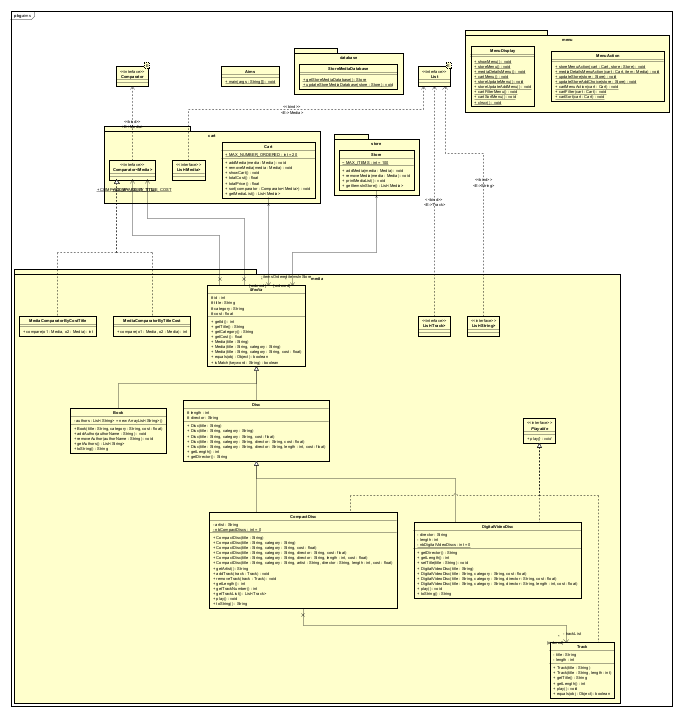 pkg aims
<<interface>>
Comparator
Aims
+ main(args : String[]) : void
database
StoreMediaDatabase
+ getStoreMediaDatabase() : Store
+ updateStoreMediaDatabase(store : Store) : void
<<interface>>
List
menu
MenuDisplay
+ showMenu() : void
+ storeMenu() : void
+ mediaDetailsMenu() : void
+ cartMenu() : void
+ storeUpdateMenu() : void
+ storeUpdateAddMenu() : void
+ cartFilterMenu() : void
+ cartSortMenu() : void
+ clear() : void
MenuAction
+ storeMenuAction(cart : Cart, store : Store) : void
+ mediaDetailsMenuAction(cart : Cart, item : Media) : void
+ updateStore(store : Store) : void
+ updateStoreAddChoice(store : Store) : void
+ cartMenuAction(cart : Cart) : void
+ cartFilter(cart : Cart) : void
+ cartSort(cart : Cart) : void
<<bind>>
<E->Media>
<<bind>>
cart
<<interface>>
Comparator<Media>
<<interface>>
List<Media>
Cart
+ MAX_NUMBER_ORDERED : int = 20
+ addMedia(media : Media) : void
+ removeMedia(media : Media) : void
+ showCart() : void
+ totalCost() : float
+ totalPrice() : float
+ sort(comparator : Comparator<Media>) : void
+ getMediaList() : List<Media>
store
Store
+ MAX_ITEMS : int = 100
+ addMedia(media : Media) : void
+ removeMedia(media : Media) : void
+ printMediaList() : void
+ getItemsInStore() : List<Media>
<<bind>>
<E->String>
<<bind>>
<E->Track>
media
Media
# id : int
# title : String
# category : String
# cost : float
+ getId() : int
+ getTitle() : String
+ getCategory() : String
+ getCost() : float
+ Media(title : String)
+ Media(title : String, category : String)
+ Media(title : String, category : String, cost : float)
+ equals(obj : Object) : boolean
+ isMatch(keyword : String) : boolean
MediaComparatorByCostTitle
+ compare(o1 : Media, o2 : Media) : int
MediaComparatorByTitleCost
+ compare(o1 : Media, o2 : Media) : int
<<interface>>
List<Track>
<<interface>>
List<String>
Book
- authors : List<String> = new ArrayList<String>()
+ Book(title : String, category : String, cost : float)
+ addAuthor(authorName : String) : void
+ removeAuthor(authorName : String) : void
+ getAuthors() : List<String>
+ toString() : String
Disc
# length : int
# director : String
+ Disc(title : String)
+ Disc(title : String, category : String)
+ Disc(title : String, category : String, cost : float)
+ Disc(title : String, category : String, director : String, cost : float)
+ Disc(title : String, category : String, director : String, length : int, cost : float)
+ getLength() : int
+ getDirector() : String
<<interface>>
Playable
+ play() : void
CompactDisc
- artist : String
- nbCompactDiscs : int = 0
+ CompactDisc(title : String)
+ CompactDisc(title : String, category : String)
+ CompactDisc(title : String, category : String, cost : float)
+ CompactDisc(title : String, category : String, director : String, cost : float)
+ CompactDisc(title : String, category : String, director : String, length : int, cost : float)
+ CompactDisc(title : String, category : String, artist : String, director : String, length : int, cost : float)
+ getArtist() : String
+ addTrack(track : Track) : void
+ removeTrack(track : Track) : void
+ getLength() : int
+ getTrackNumber() : int
+ getTrackList() : List<Track>
+ play() : void
+ toString() : String
DigitalVideoDisc
- director : String
- length : int
- nbDigitalVideoDiscs : int = 0
+ getDirector() : String
+ getLength() : int
+ setTitle(title : String) : void
+ DigitalVideoDisc(title : String)
+ DigitalVideoDisc(title : String, category : String, cost : float)
+ DigitalVideoDisc(title : String, category : String, director : String, cost : float)
+ DigitalVideoDisc(title : String, category : String, director : String, length : int, cost : float)
+ play() : void
+ toString() : String
- trackList
Track
- title : String
- length : int
+ Track(title : String)
+ Track(title : String, length : int)
+ getTitle() : String
+ getLength() : int
+ play() : void
+ equals(obj : Object) : boolean